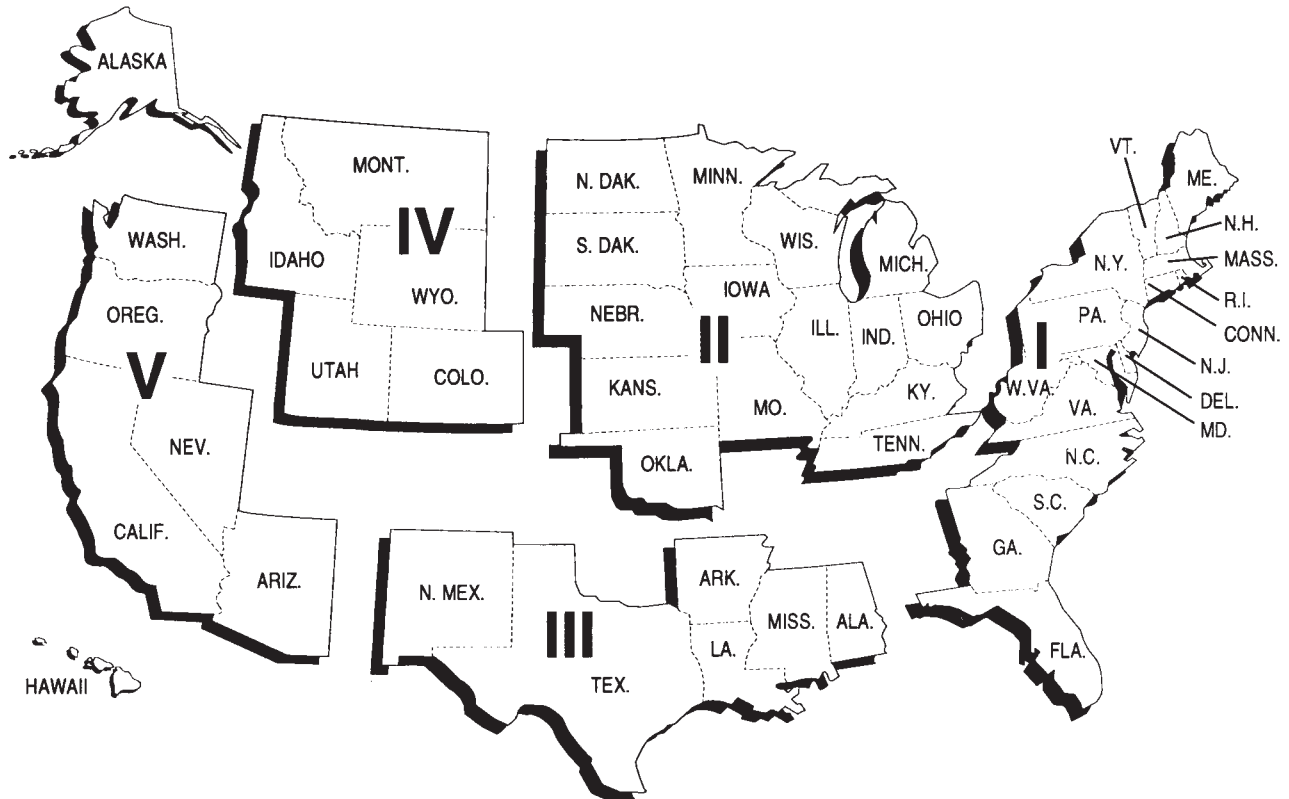 ALASKA
MONT.
IV
IDAHO
WYO.
UTAH
COLO.
WASH.
OREG.
V
NEV.
CALIF.
ARIZ.
HAWAII
N. DAK.
MINN.
S. DAK.
WIS.
MICH.
IOWA
NEBR.
II
ILL.
IND.
OHIO
KANS.
MO.
KY.
TENN.
OKLA.
N. MEX.
III
TEX.
ARK.
LA.
MISS.
ALA.
VT.
ME.
N.H.
MASS.
N.Y.
R.I.
CONN.
PA.
I
N.J.
DEL.
MD.
W.VA.
VA.
N.C.
S.C.
GA.
FLA.